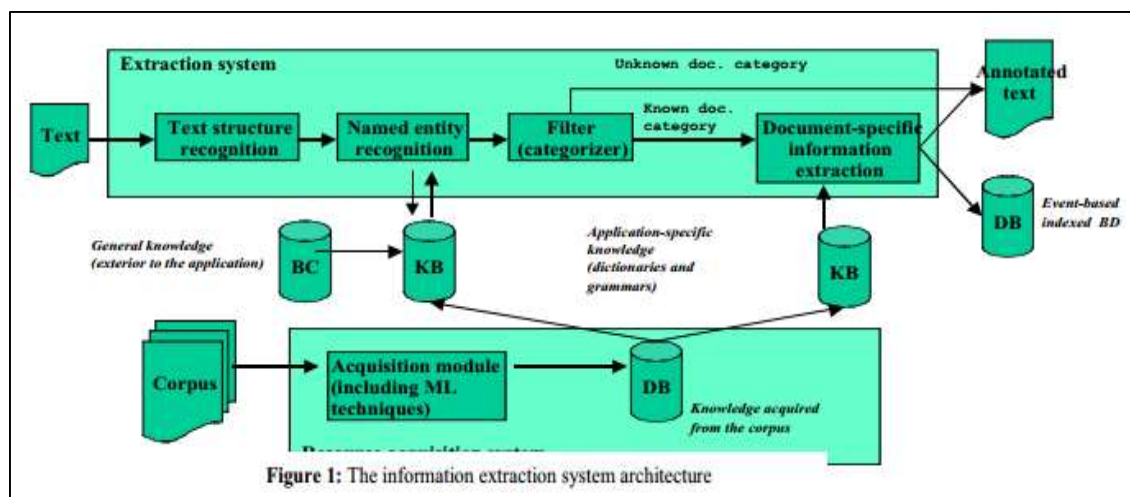 Extraction system
Unknown doc. category
Annotated
text
Text
Text structure
recognition
Named entity
recognition
Filter
(categorizer)
Known doc.
category
Document-specific
information
extraction
General knowledge
(exterior to the application)
BC
KB
Application-specific
knowledge
(dictionaries and
grammars)
KB
DB
Event-based
indexed BD
Corpus
Acquisition module
(including ML
techniques)
DB
Knowledge acquired
from the corpus
Figure 1: The information extraction system architecture